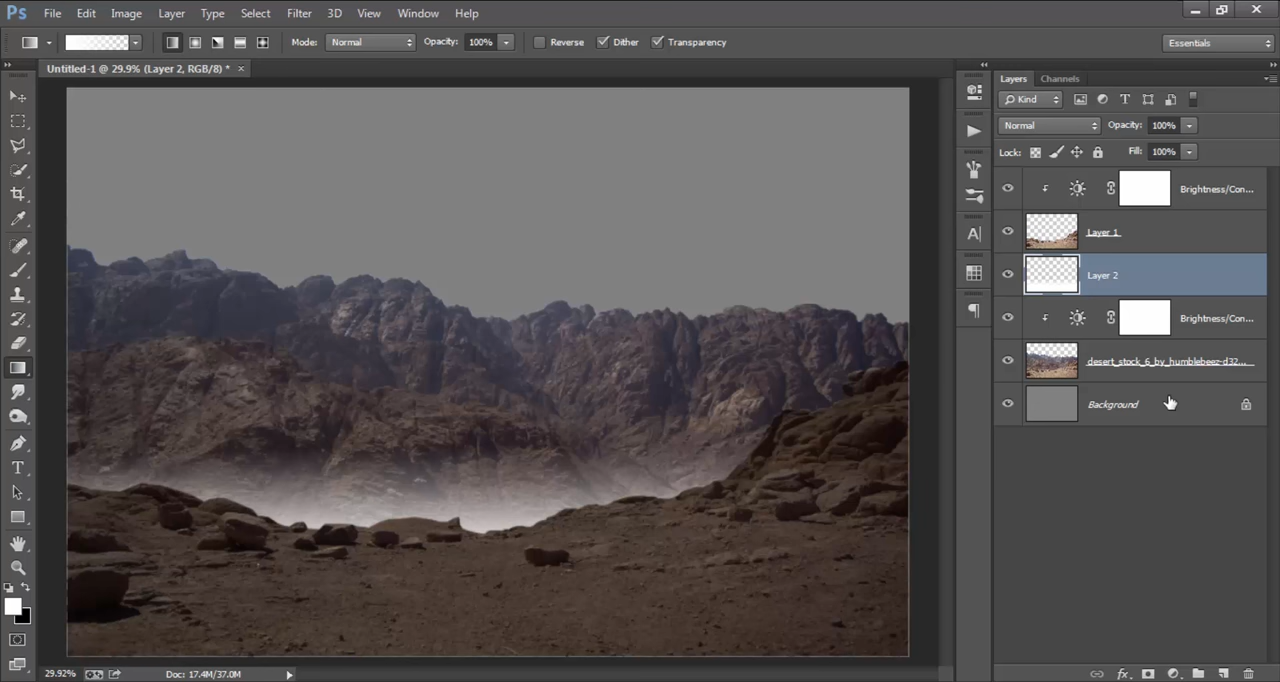 Ps File Edit Image Layer Type Select Filter 3D View Window Help
Mode: Normal Opacity: 100% Reverse Dither Transparency Essentials
Untitled-1 @ 29.9% (Layer 2, RGB/8) * ×
Layers Channels
Kind T
Normal Opacity: 100%
Lock: Fill: 100%
Brightness/Con...
Layer 1
Layer 2
Brightness/Con...
desert_stock_6_by_humblebeez-d32...
Background
29.92% Doc: 17.4M/37.0M
fx